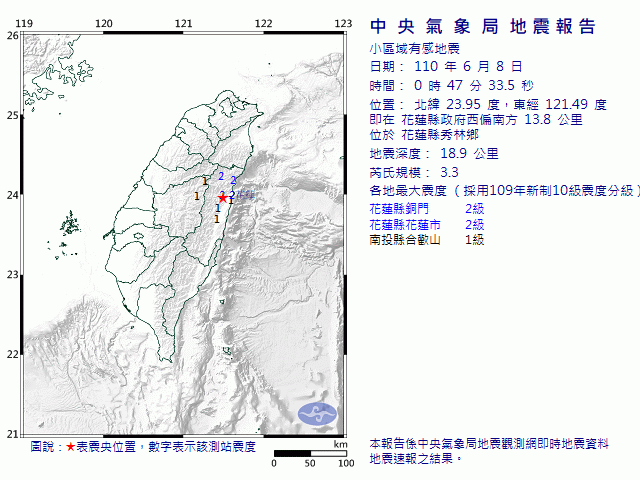 119 120 121 122 123
26
25
24
23
22
21
中央氣象局地震報告
小區域有感地震
日期： 110 年 6 月 8 日
時間： 0 時 47 分 33.5 秒
位置： 北緯 23.95 度，東經 121.49 度
即在 花蓮縣政府西偏南方 13.8 公里
位於 花蓮縣秀林鄉
地震深度： 18.9 公里
芮氏規模： 3.3
各地最大震度（採用109年新制10級震度分級）
花蓮縣銅門 2級
花蓮縣花蓮市 2級
南投縣合歡山 1級
1 2 2
1 2 2
1 1
1
圖說：★表震央位置，數字表示該測站震度
km
0 50 100
本報告係中央氣象局地震觀測網即時地震資料
地震速報之結果。